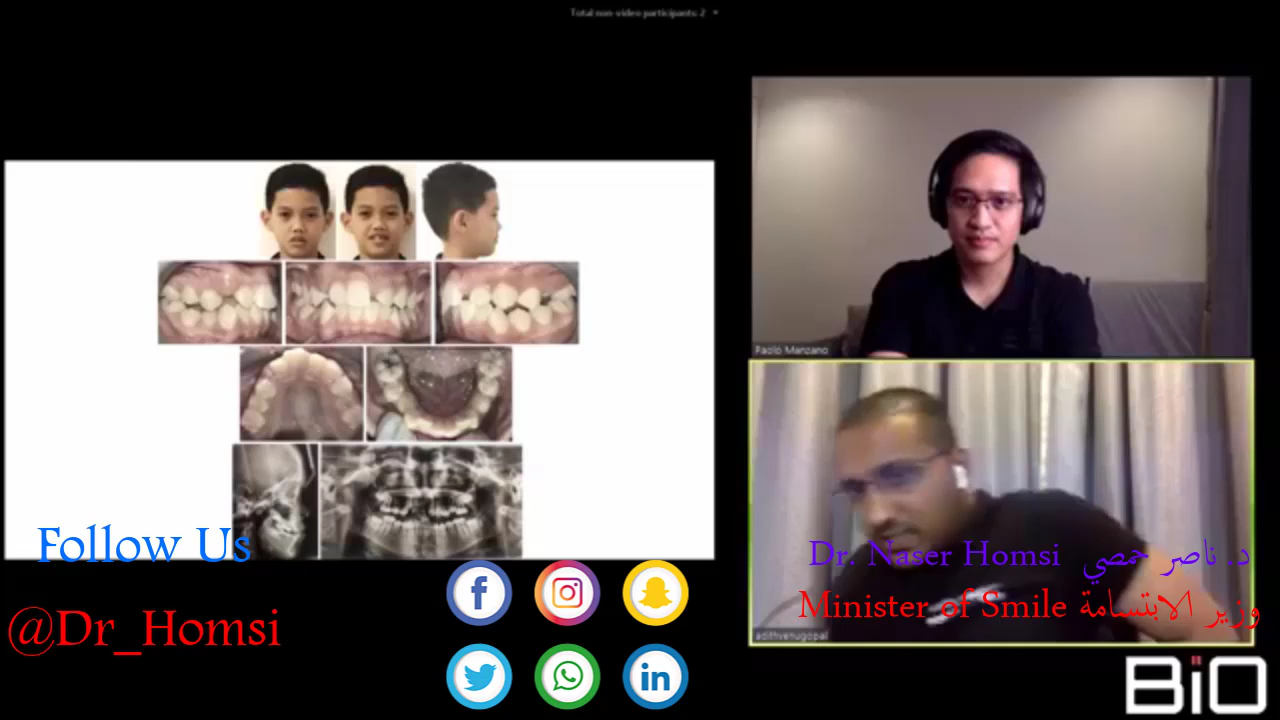 Total non-video participants: 2
Paolo Manzano
Follow Us
@Dr_Homsi
Dr. Naser Homsi د. ناصر حمصي
Minister of Smile وزير الابتسامة
adithvenugopal
BiO